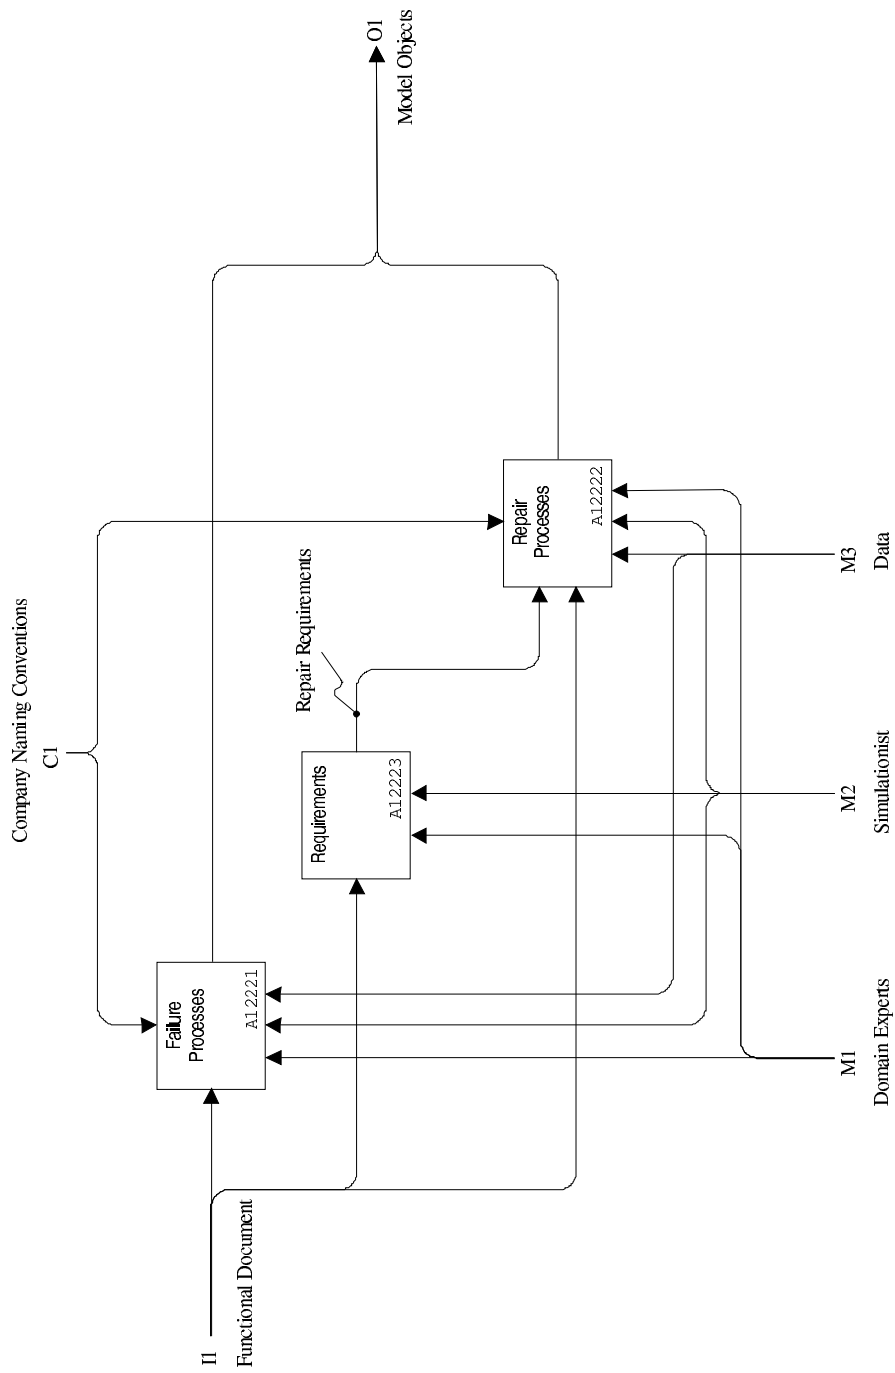 Company Naming Conventions
C1
I1
Functional Document
Failure
Processes
A12221
Requirements
A12223
Repair Requirements
Repair
Processes
A12222
O1
Model Objects
M1
Domain Experts
M2
Simulationist
M3
Data